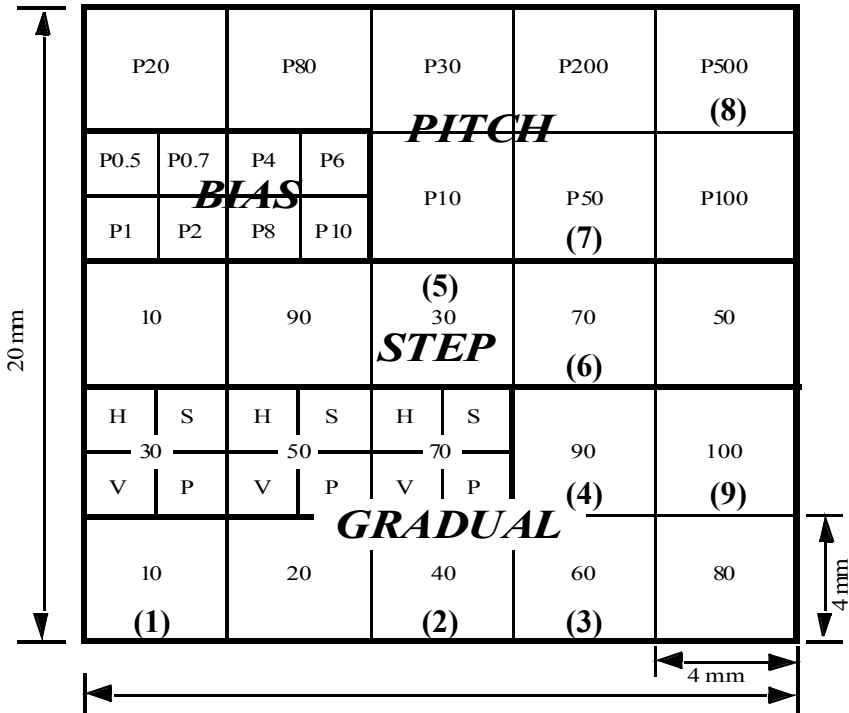 P20 P80 P30 P200 P500
(8)
PITCH
P0.5 P0.7 P4 P6
BIAS
P10 P50 P100
P1 P2 P8 P10
(7)
(5)
10 90 30 70 50
STEP
(6)
20 mm
H S H S H S
30 50 70 90 100
V P V P V P
(4) (9)
GRADUAL
10 20 40 60 80
(1) (2) (3)
4 mm
4 mm